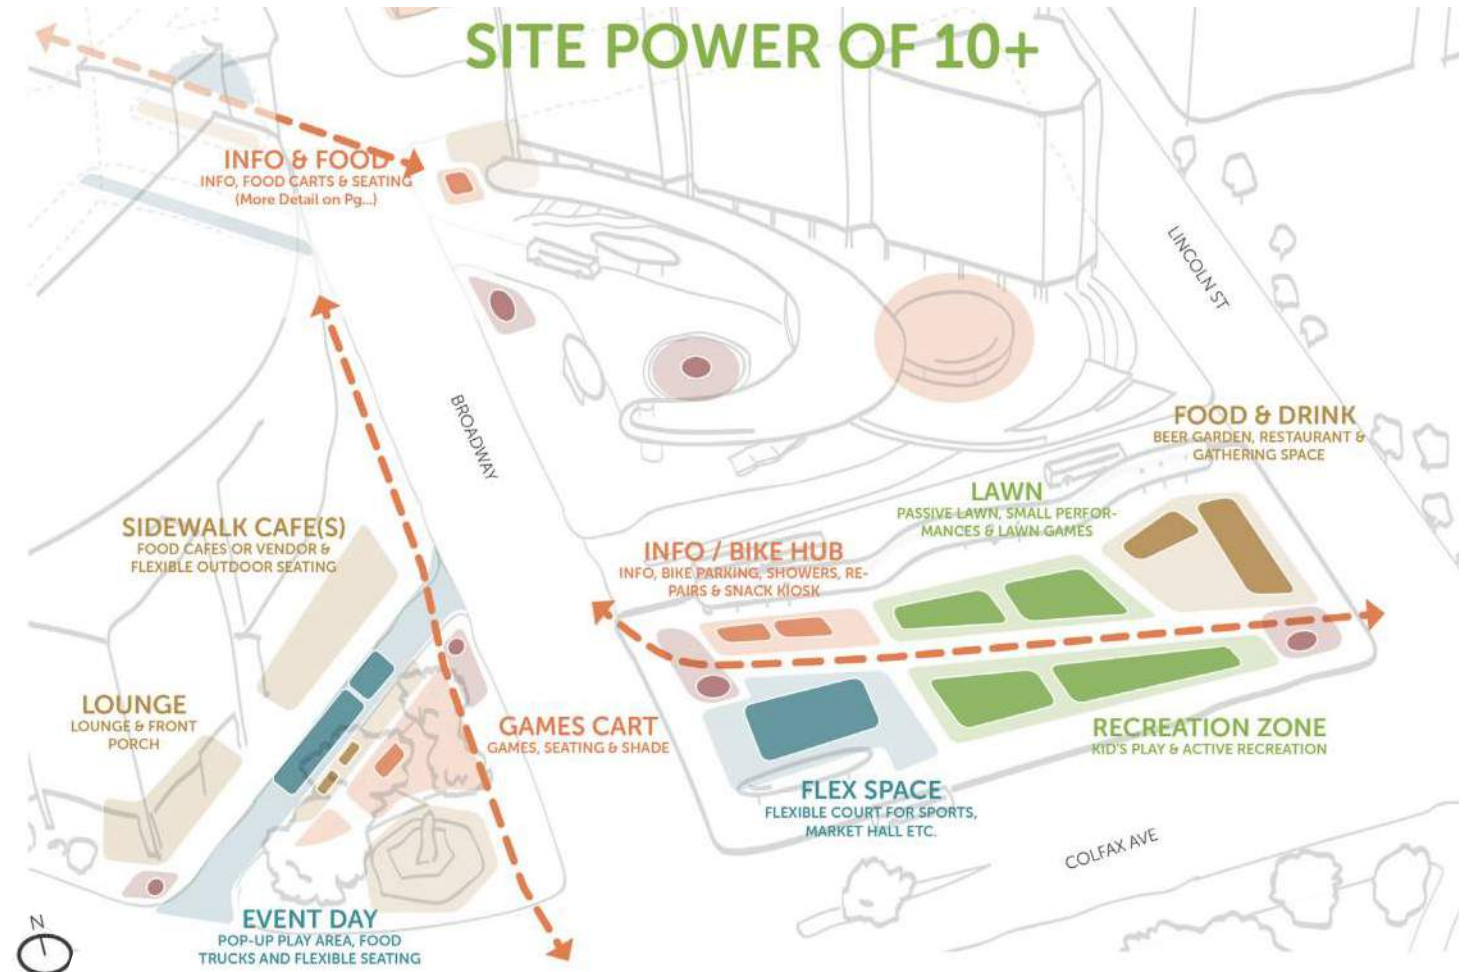 SITE POWER OF 10+
INFO & FOOD
INFO, FOOD CARTS & SEATING
(More Detail on Pg...)
LINCOLN ST
BROADWAY
FOOD & DRINK
BEER GARDEN, RESTAURANT &
GATHERING SPACE
LAWN
PASSIVE LAWN, SMALL PERFOR-
MANCES & LAWN GAMES
SIDEWALK CAFE(S)
FOOD CAFES OR VENDOR &
FLEXIBLE OUTDOOR SEATING
INFO / BIKE HUB
INFO, BIKE PARKING, SHOWERS, RE-
PAIRS & SNACK KIOSK
LOUNGE
LOUNGE & FRONT
PORCH
GAMES CART
GAMES, SEATING & SHADE
RECREATION ZONE
KID'S PLAY & ACTIVE RECREATION
FLEX SPACE
FLEXIBLE COURT FOR SPORTS,
MARKET HALL ETC.
COLFAX AVE
EVENT DAY
POP-UP PLAY AREA, FOOD
TRUCKS AND FLEXIBLE SEATING
N